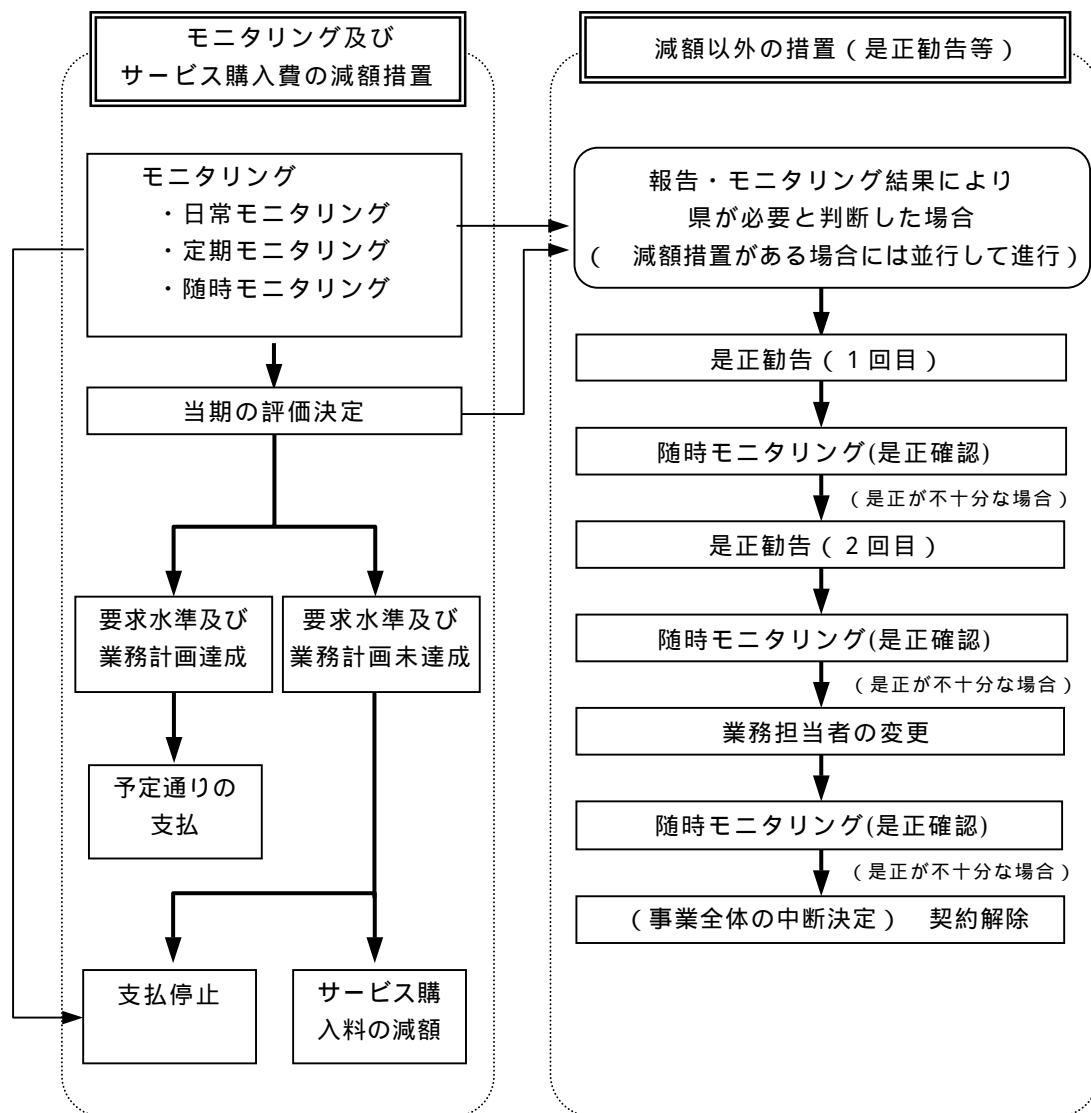 モニタリング及び
サービス購入費の減額措置
モニタリング
・日常モニタリング
・定期モニタリング
・随時モニタリング
当期の評価決定
要求水準及び
業務計画達成
要求水準及び
業務計画未達成
予定通りの
支払
支払停止
サービス購
入料の減額
減額以外の措置（是正勧告等）
報告・モニタリング結果により
県が必要と判断した場合
（　減額措置がある場合には並行して進行）
是正勧告（１回目）
随時モニタリング(是正確認)
（是正が不十分な場合）
是正勧告（２回目）
随時モニタリング(是正確認)
（是正が不十分な場合）
業務担当者の変更
随時モニタリング(是正確認)
（是正が不十分な場合）
（事業全体の中断決定）　契約解除